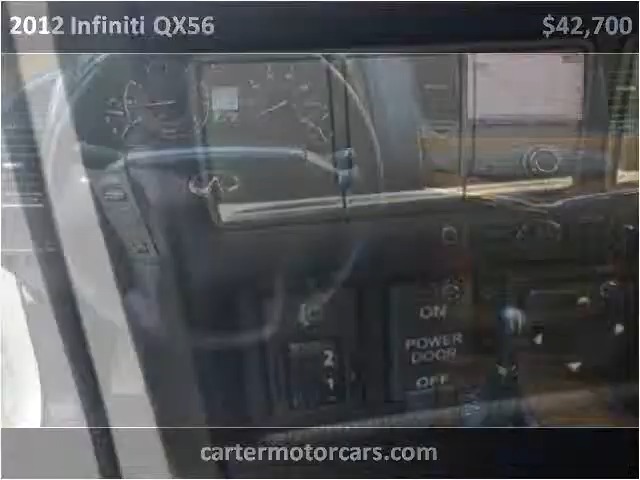 2012 Infiniti QX56 $42,700
ON
POWER
DOOR
OFF
2
1
cartermotorcars.com